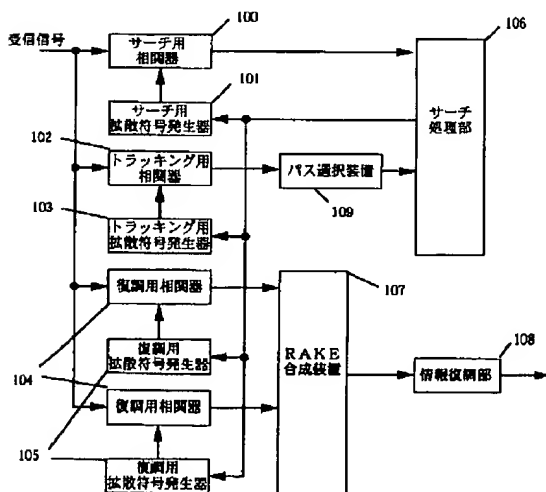 100
106
受信信号
サーチ用
相関器
101
サーチ用
拡散符号発生器
サーチ
処理部
102
トラッキング用
相関器
パス選択装置
109
103
トラッキング用
拡散符号発生器
107
復調用相関器
復調用
拡散符号発生器
RAKE
合成装置
108
情報復調部
104
復調用相関器
105
復調用
拡散符号発生器